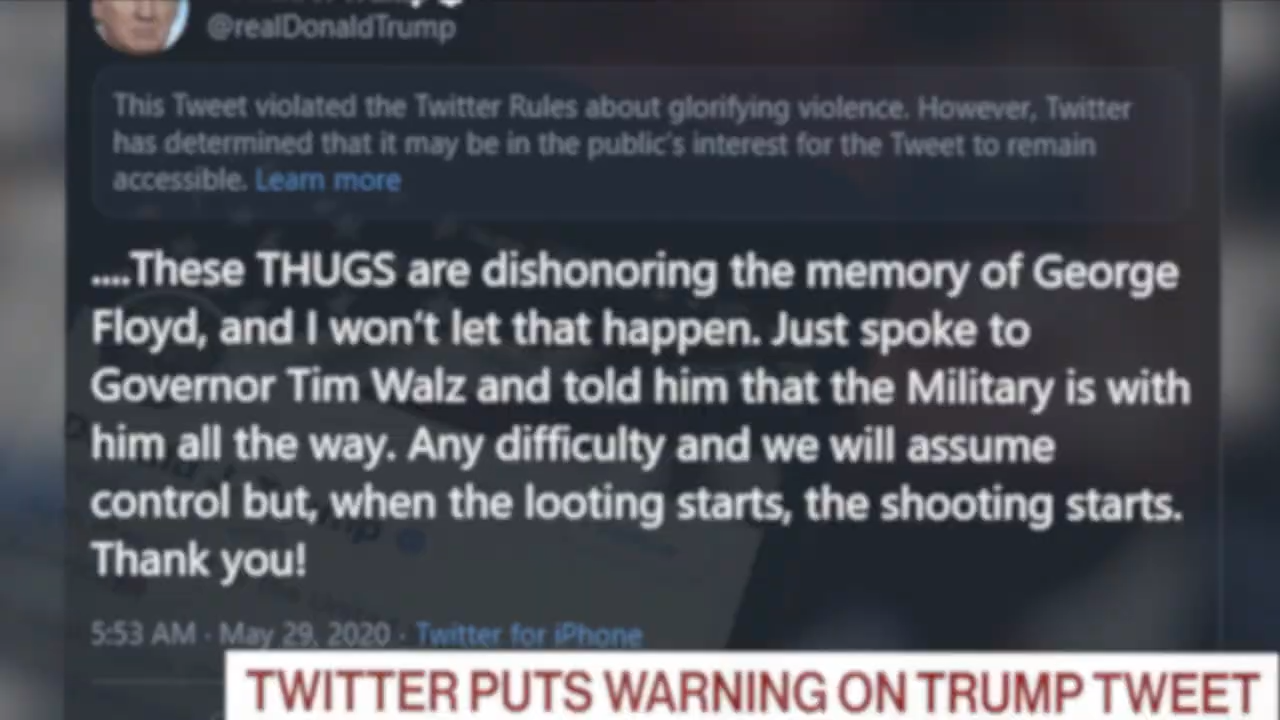 @realDonaldTrump
This Tweet violated the Twitter Rules about glorifying violence. However, Twitter
has determined that it may be in the public's interest for the Tweet to remain
accessible. Learn more
....These THUGS are dishonoring the memory of George
Floyd, and I won't let that happen. Just spoke to
Governor Tim Walz and told him that the Military is with
him all the way. Any difficulty and we will assume
control but, when the looting starts, the shooting starts.
Thank you!
5:53 AM · May 29, 2020 · Twitter for iPhone
TWITTER PUTS WARNING ON TRUMP TWEET